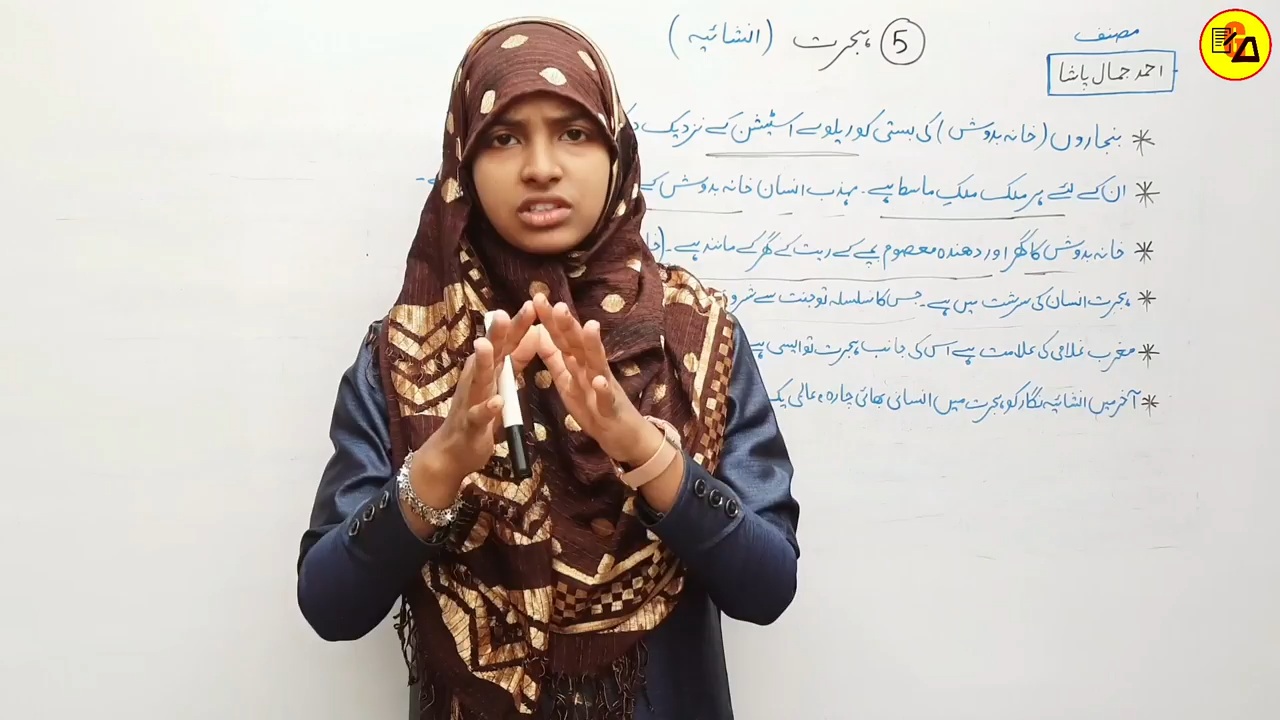 5 ہجرت (انشائیہ)
مصنف
احمد جمال پاشا
* بنجاروں (خانہ بدوش) کی بستی کو ریلوے اسٹیشن کے نزدیک
* ان کے لئے ہر ملک ملکِ ماسط ہے۔ مہذب انسان خانہ بدوش کے
* خانہ بدوش کا گھر اور دھندہ معصوم بچے کے ریت کے گھر کے مانند ہے۔
* ہجرت انسان کی سرشت میں ہے۔ جس کا سلسلہ تو جنت سے
* مغرب غلامی کی علامت ہے اس کی جانب ہجرت تو ایسی ہے
* آخر میں انشائیہ نگار کو ہجرت میں انسانی بھائی چارہ، عالمی